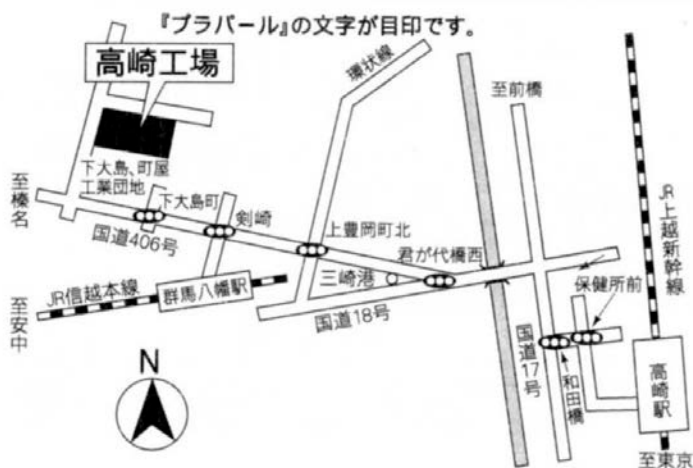 『プラパール』の文字が目印です。
高崎工場
環状線
至前橋
JR上越新幹線
下大島、町屋
工業団地
至榛名
下大島町
剣崎
国道406号
上豊岡町北
君が代橋西
三崎港
保健所前
JR信越本線
群馬八幡駅
国道18号
至安中
国道17号
和田橋
高崎駅
N
至東京